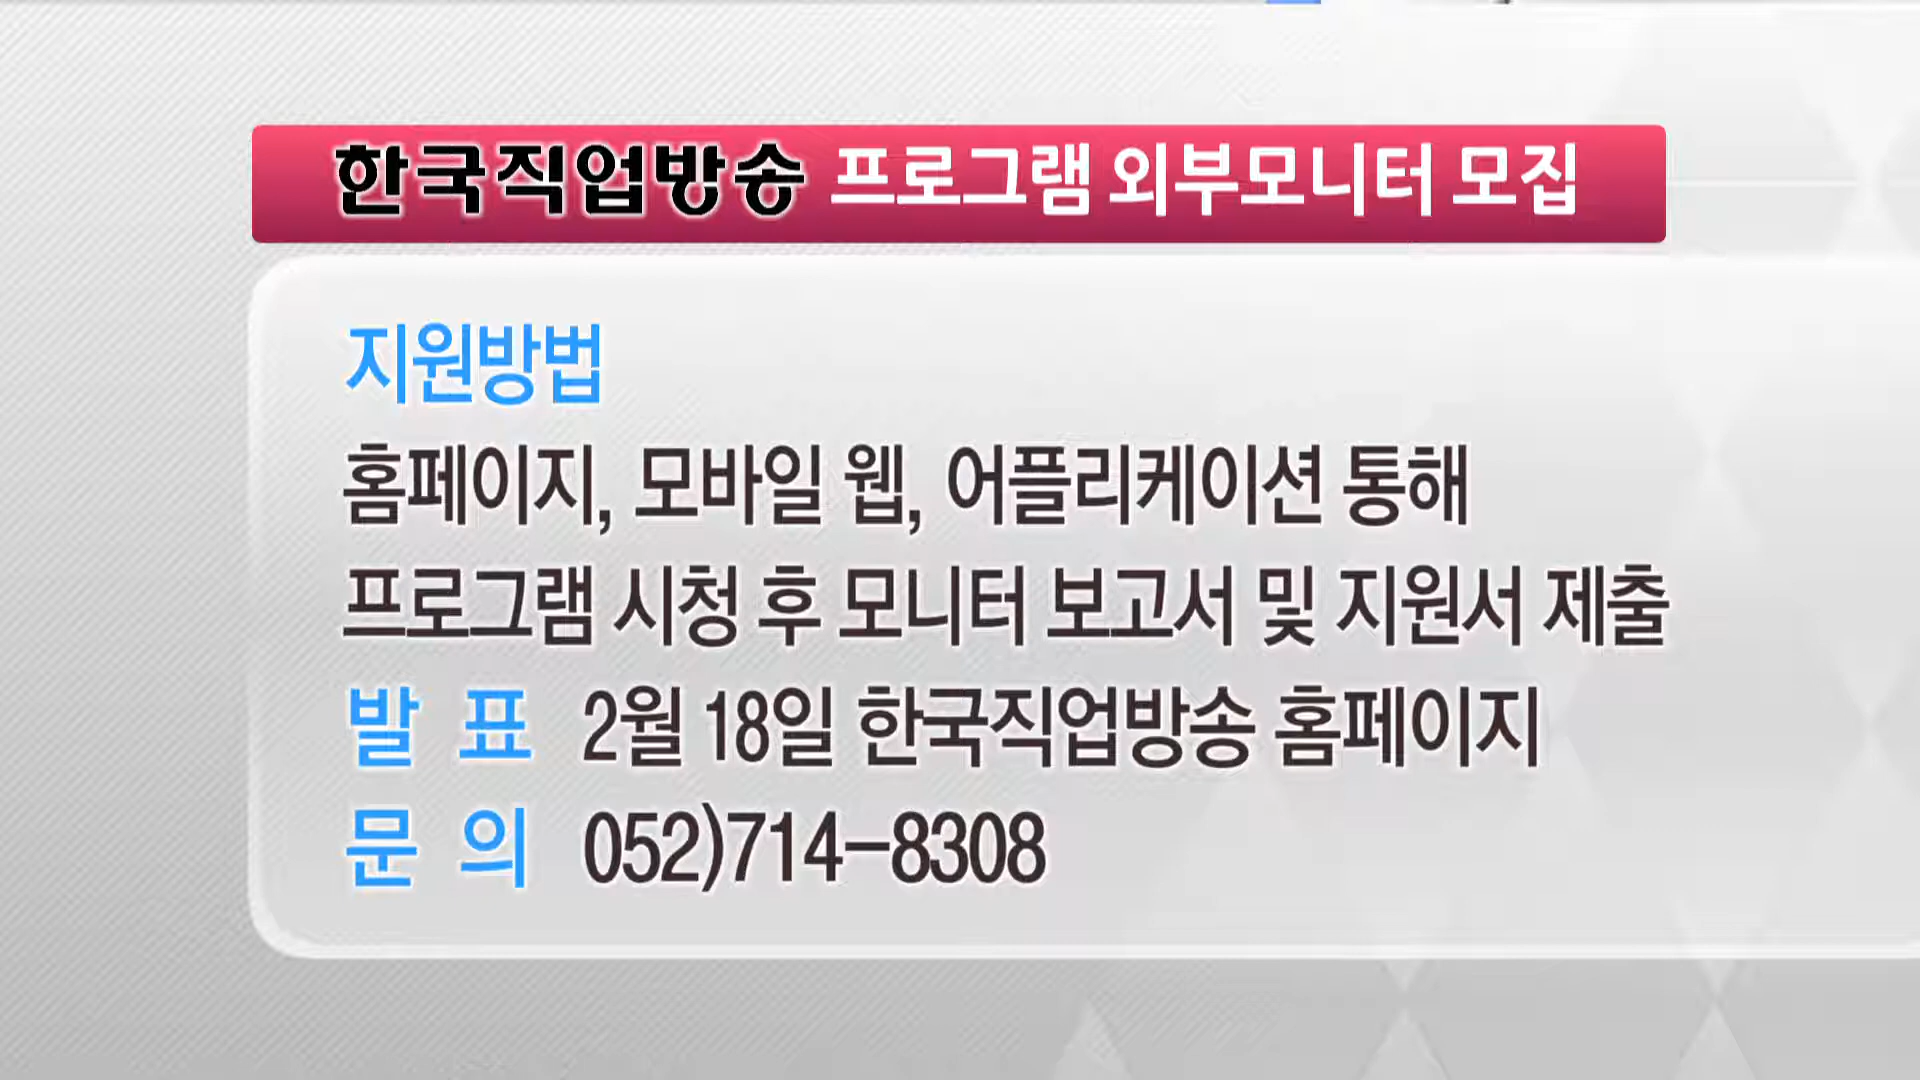 한국직업방송 프로그램 외부모니터 모집
지원방법
홈페이지, 모바일 웹, 어플리케이션 통해
프로그램 시청 후 모니터 보고서 및 지원서 제출
발 표 2월 18일 한국직업방송 홈페이지
문 의 052)714-8308